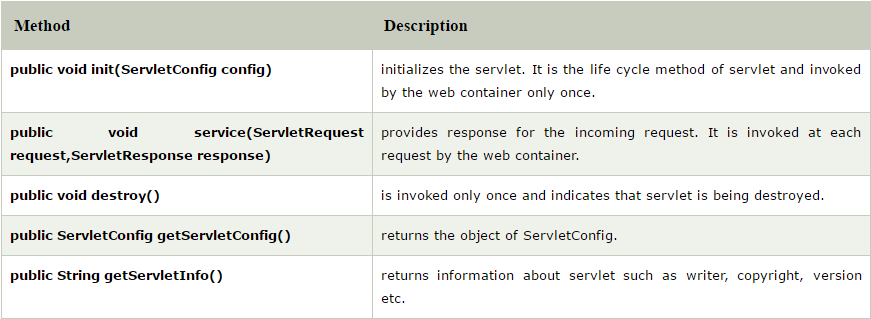 Method Description
public void init(ServletConfig config) initializes the servlet. It is the life cycle method of servlet and invoked
by the web container only once.
public void service(ServletRequest provides response for the incoming request. It is invoked at each
request,ServletResponse response) request by the web container.
public void destroy() is invoked only once and indicates that servlet is being destroyed.
public ServletConfig getServletConfig() returns the object of ServletConfig.
public String getServletInfo() returns information about servlet such as writer, copyright, version
etc.